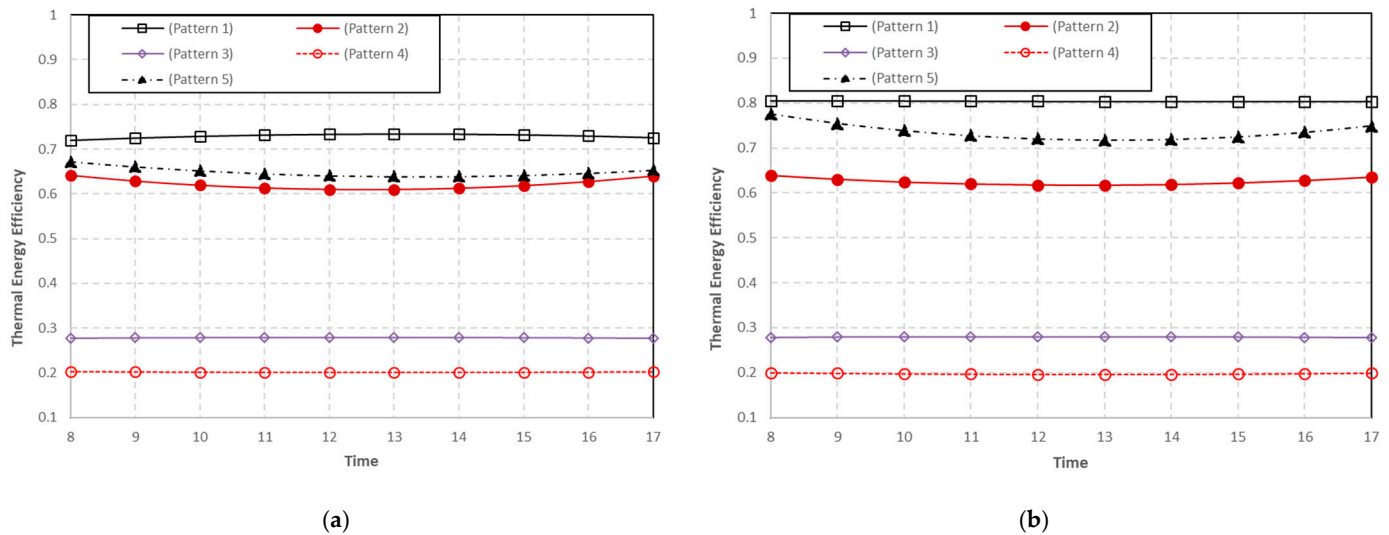 1
0.9
0.8
0.7
0.6
0.5
0.4
0.3
0.2
0.1
Thermal Energy Efficiency
(Pattern 1) (Pattern 2)
(Pattern 3) (Pattern 4)
(Pattern 5)
8 9 10 11 12 13 14 15 16 17
Time
(a)
1
0.9
0.8
0.7
0.6
0.5
0.4
0.3
0.2
0.1
Thermal Energy Efficiency
(Pattern 1) (Pattern 2)
(Pattern 3) (Pattern 4)
(Pattern 5)
8 9 10 11 12 13 14 15 16 17
Time
(b)